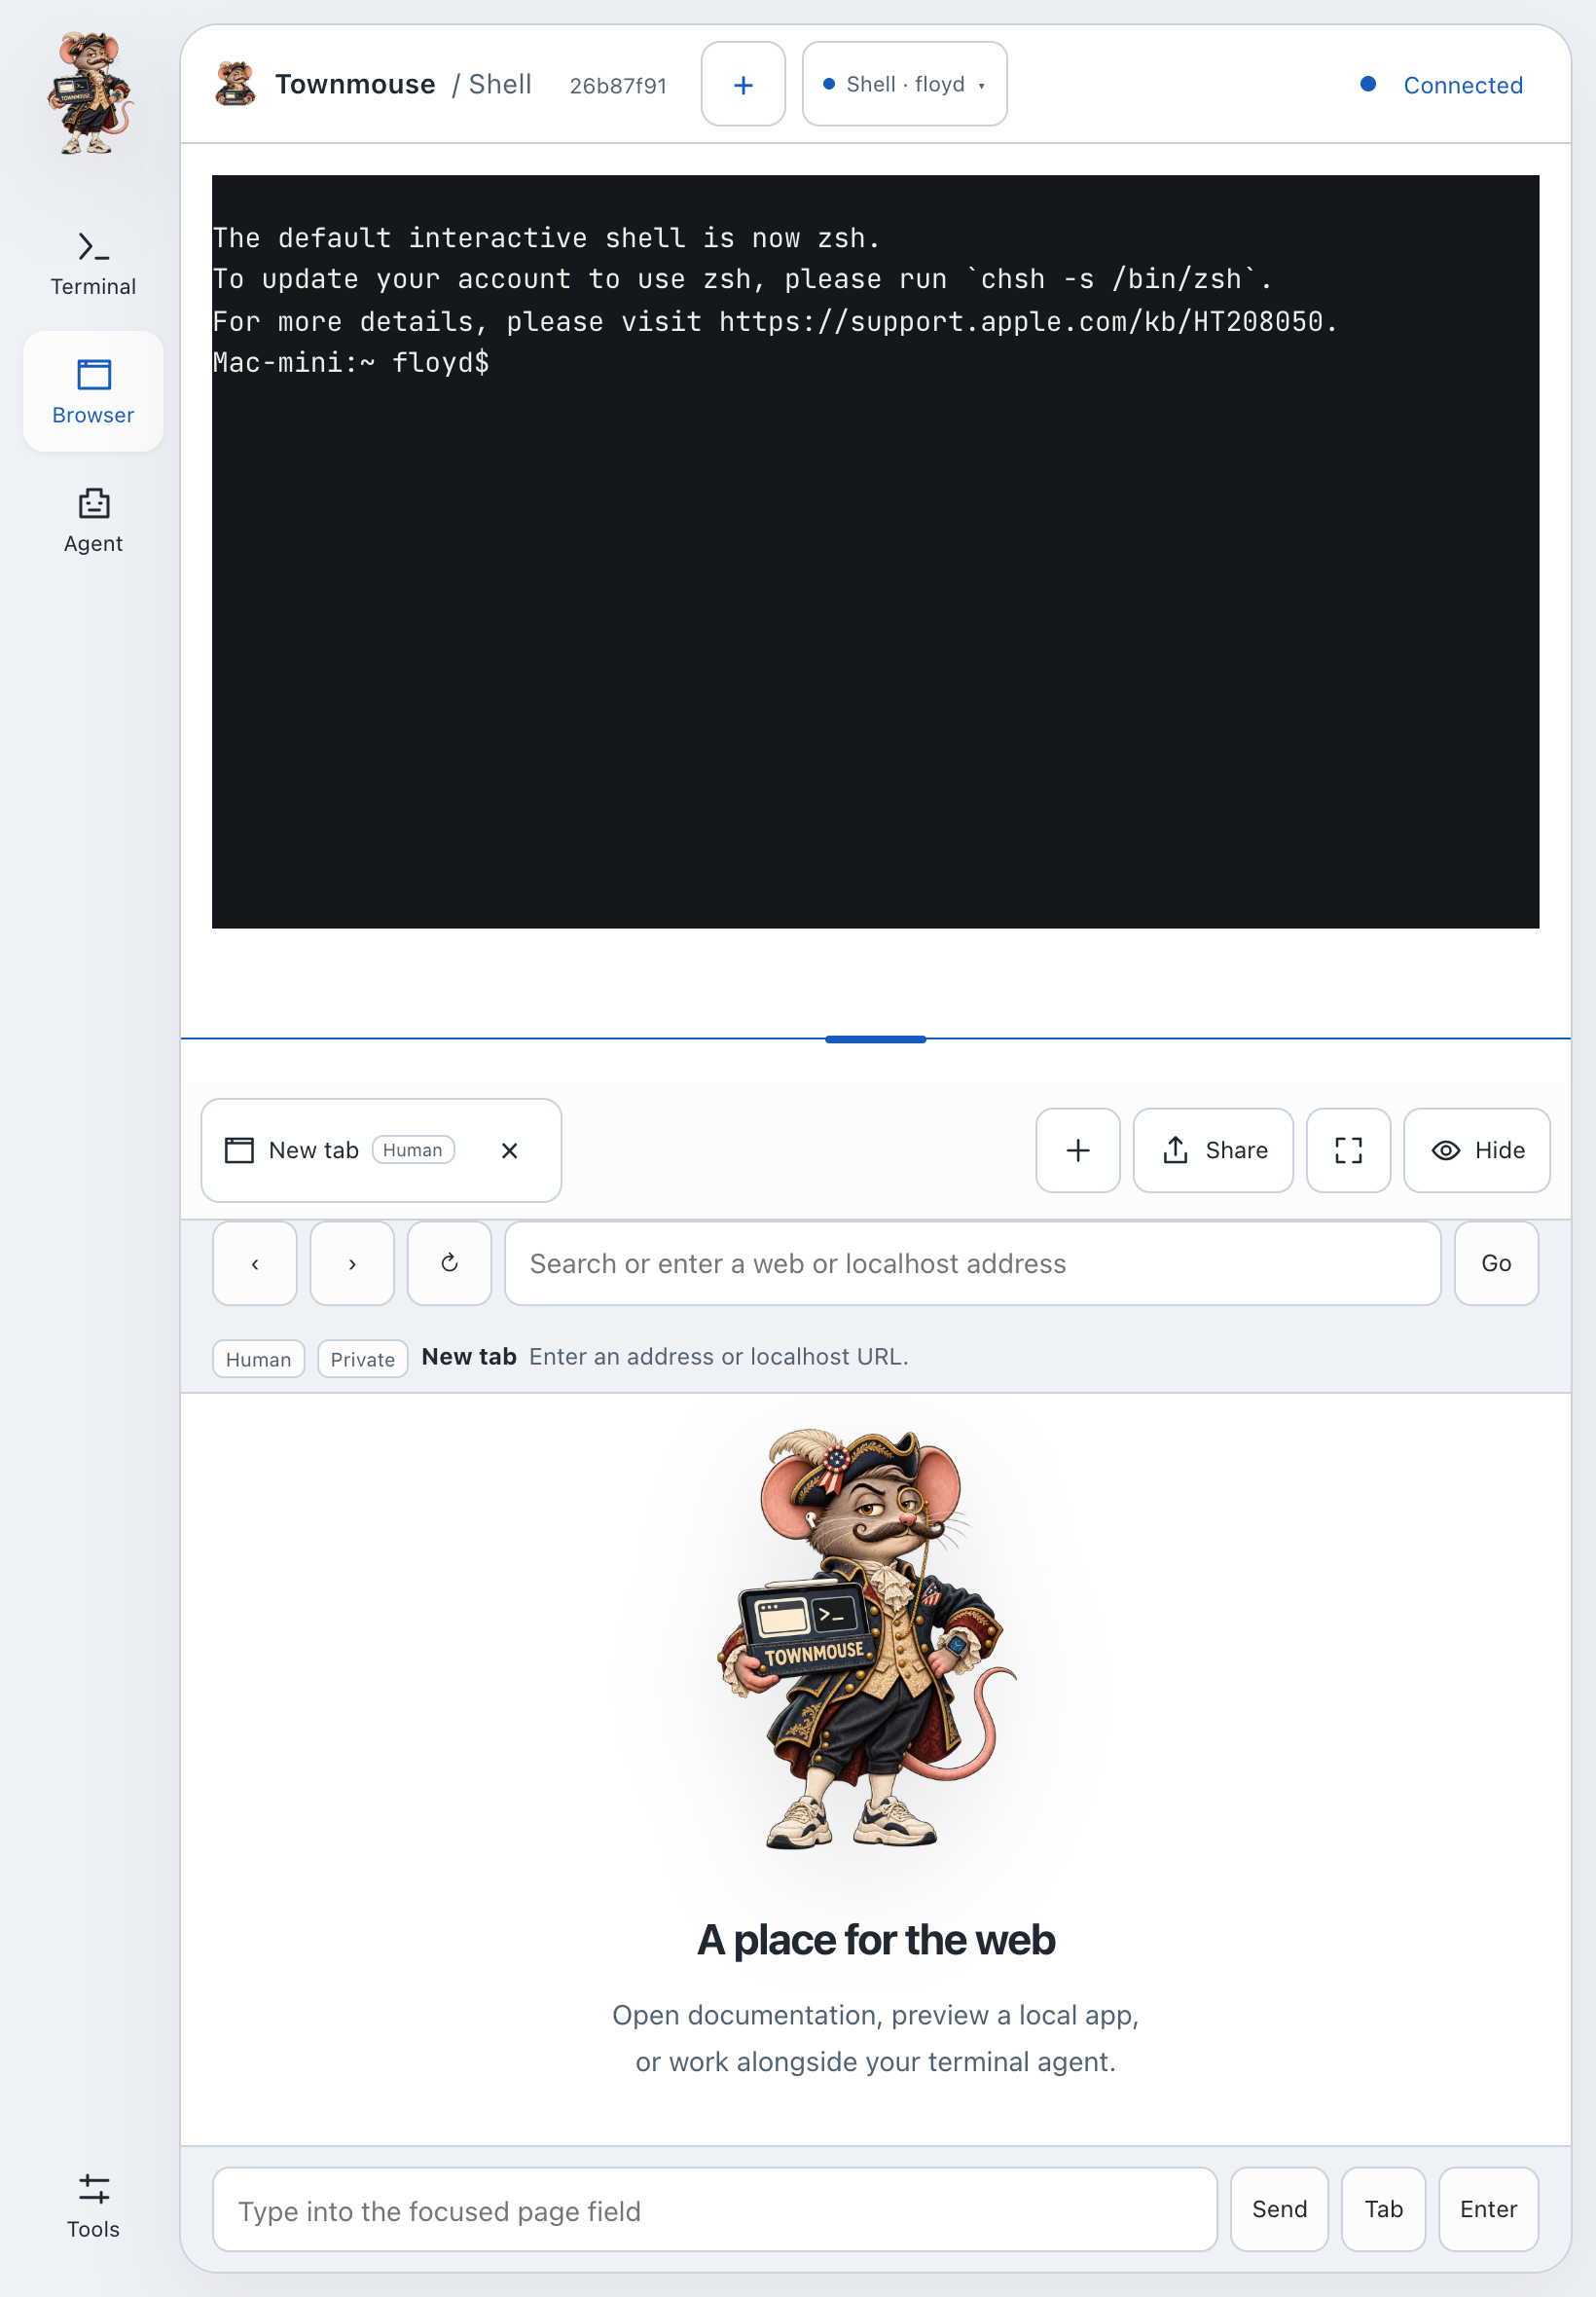 Townmouse / Shell 26b87f91 + Shell · floyd ▾ Connected
TOWNMOUSE
Terminal
Browser
Agent
Tools
The default interactive shell is now zsh.
To update your account to use zsh, please run `chsh -s /bin/zsh`.
For more details, please visit https://support.apple.com/kb/HT208050.
Mac-mini:~ floyd$
New tab Human × + Share Hide
‹ › ↻ Search or enter a web or localhost address Go
Human Private New tab Enter an address or localhost URL.
>_
TOWNMOUSE
A place for the web
Open documentation, preview a local app,
or work alongside your terminal agent.
Type into the focused page field Send Tab Enter